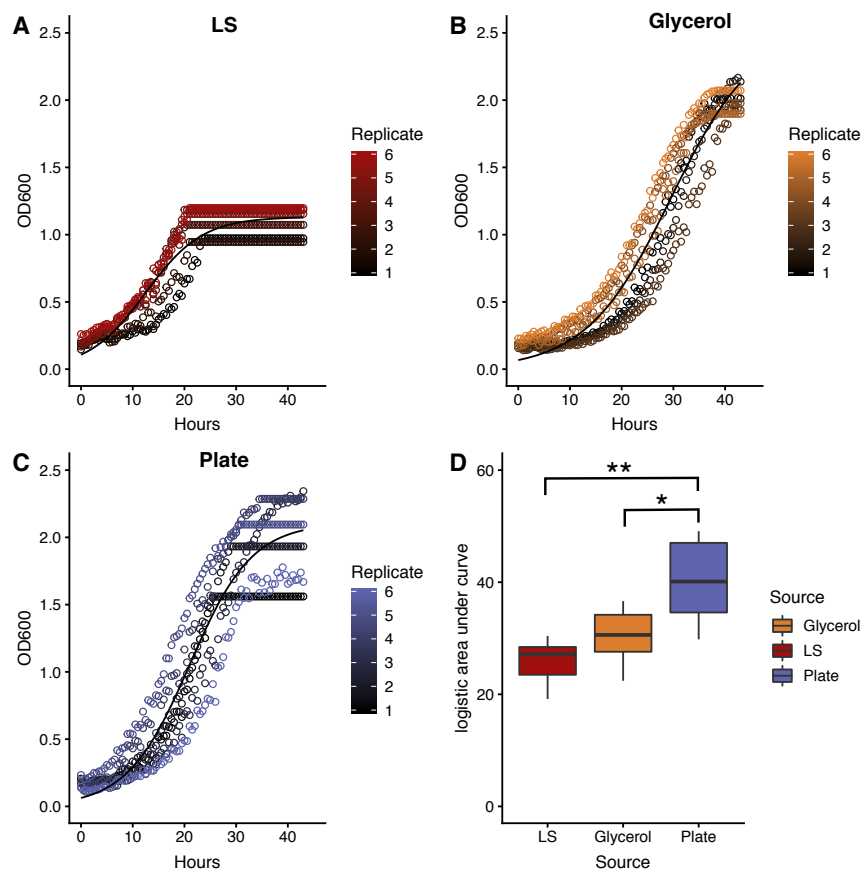 A
LS
2.5
2.0
1.5
1.0
0.5
0.0
OD600
0
10
20
30
40
Hours
Replicate
6
5
4
3
2
1
B
Glycerol
2.5
2.0
1.5
1.0
0.5
0.0
OD600
0
10
20
30
40
Hours
Replicate
6
5
4
3
2
1
C
Plate
2.5
2.0
1.5
1.0
0.5
0.0
OD600
0
10
20
30
40
Hours
Replicate
6
5
4
3
2
1
D
60
40
20
0
logistic area under curve
**
*
LS
Glycerol
Plate
Source
Source
Glycerol
LS
Plate